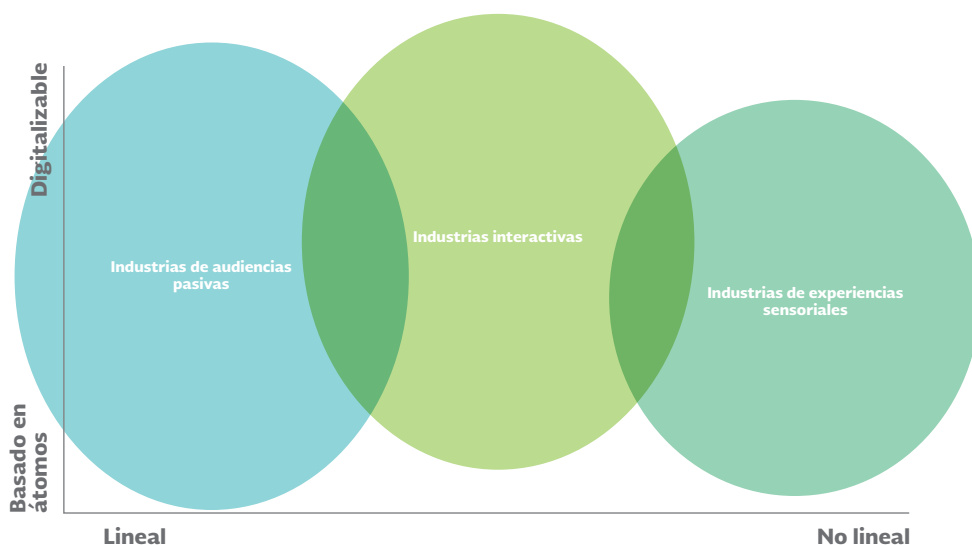 Digitalizable
Basado en
átomos
Industrias de audiencias
pasivas
Industrias interactivas
Industrias de experiencias
sensoriales
Lineal
No lineal